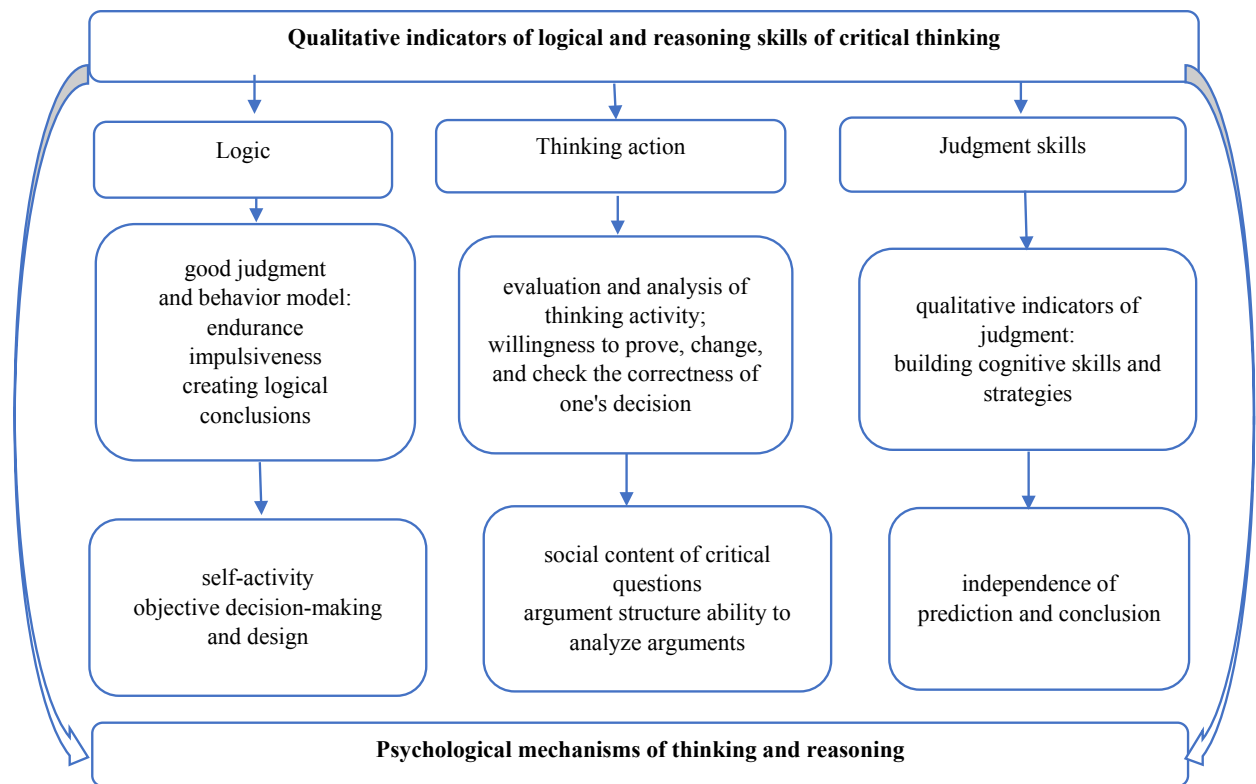 Qualitative indicators of logical and reasoning skills of critical thinking
Logic
Thinking action
Judgment skills
good judgment
and behavior model:
endurance
impulsiveness
creating logical
conclusions
evaluation and analysis of
thinking activity;
willingness to prove, change,
and check the correctness of
one's decision
qualitative indicators of
judgment:
building cognitive skills and
strategies
self-activity
objective decision-making
and design
social content of critical
questions
argument structure ability to
analyze arguments
independence of
prediction and conclusion
Psychological mechanisms of thinking and reasoning